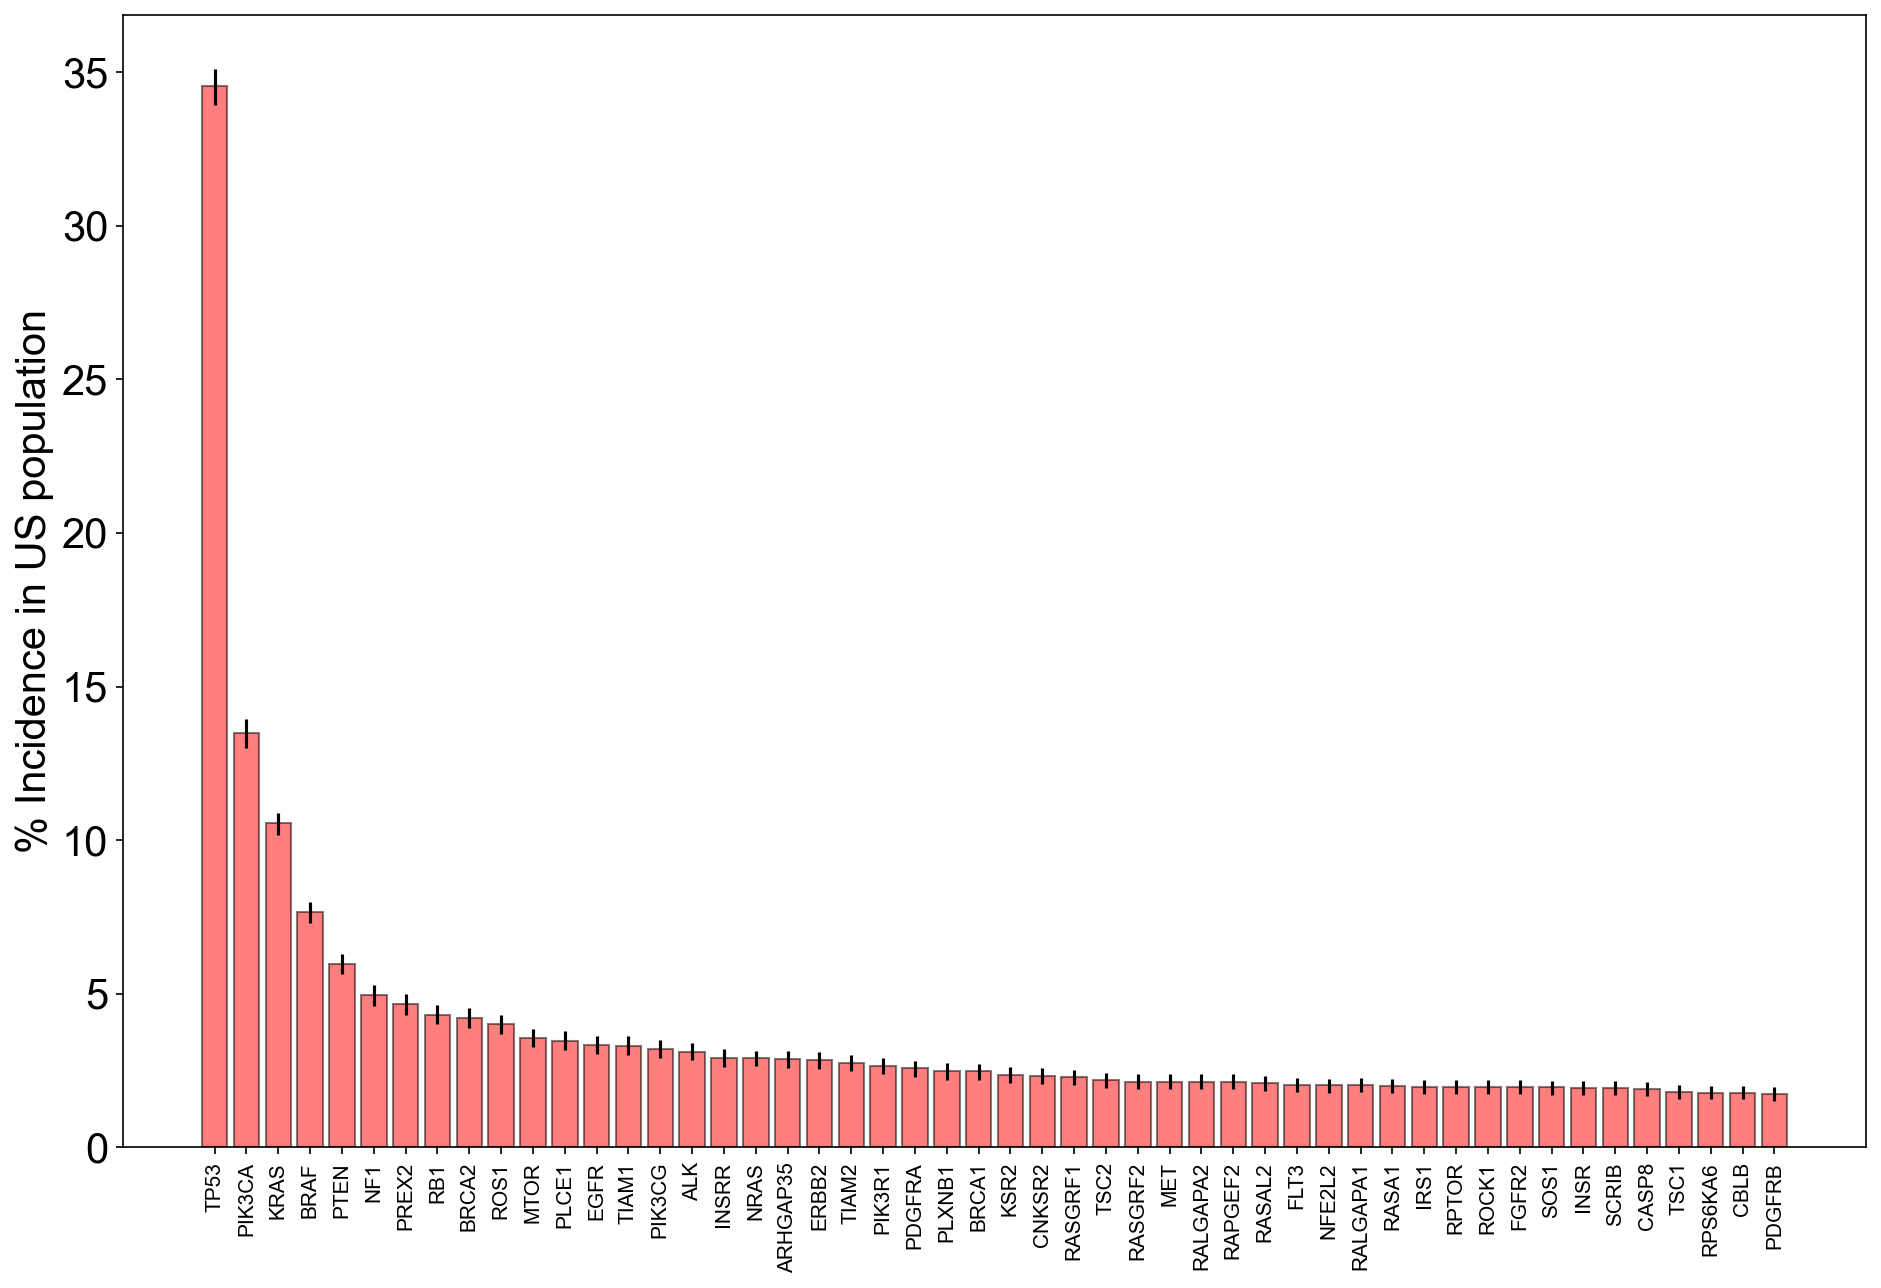 % Incidence in US population
35
30
25
20
15
10
5
0
TP53
PIK3CA
KRAS
BRAF
PTEN
NF1
PREX2
RB1
BRCA2
ROS1
MTOR
PLCE1
EGFR
TIAM1
PIK3CG
ALK
INSRR
NRAS
ARHGAP35
ERBB2
TIAM2
PIK3R1
PDGFRA
PLXNB1
BRCA1
KSR2
CNKSR2
RASGRF1
TSC2
RASGRF2
MET
RALGAPA2
RAPGEF2
RASAL2
FLT3
NFE2L2
RALGAPA1
RASA1
IRS1
RPTOR
ROCK1
FGFR2
SOS1
INSR
SCRIB
CASP8
TSC1
RPS6KA6
CBLB
PDGFRB